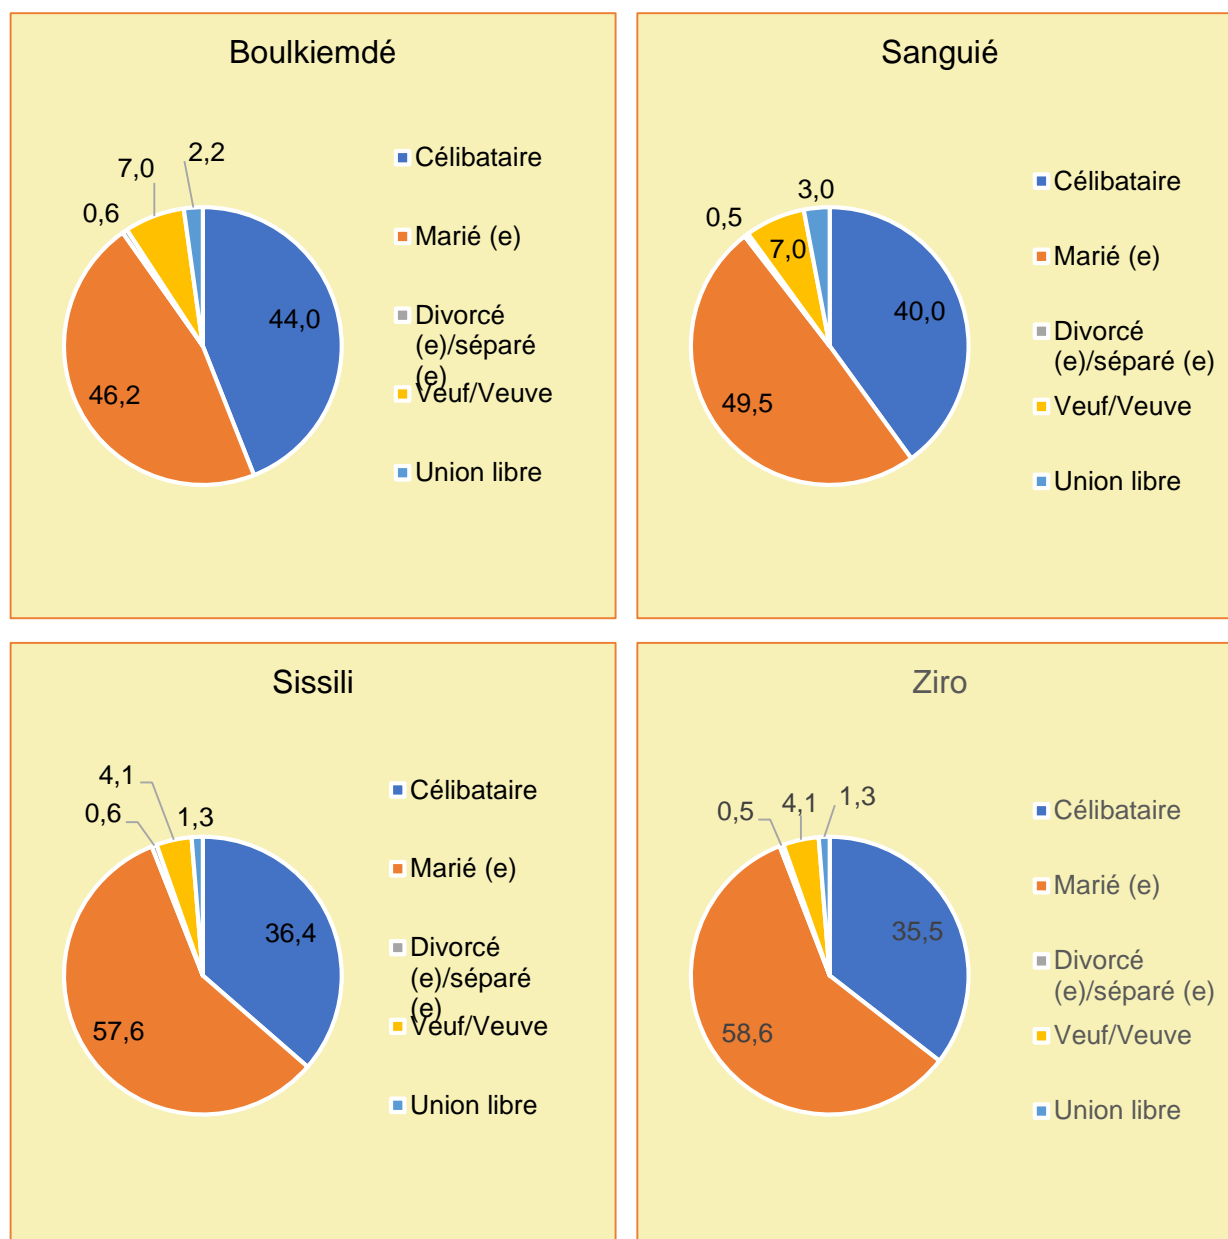 Boulkiemdé
2,2
7,0
0,6
44,0
46,2
Célibataire
Marié (e)
Divorcé
(e)/séparé
(e)
Veuf/Veuve
Union libre
Sanguié
3,0
0,5
7,0
40,0
49,5
Célibataire
Marié (e)
Divorcé
(e)/séparé (e)
Veuf/Veuve
Union libre
Sissili
4,1
0,6
1,3
36,4
57,6
Célibataire
Marié (e)
Divorcé
(e)/séparé
(e)
Veuf/Veuve
Union libre
Ziro
0,5
4,1
1,3
35,5
58,6
Célibataire
Marié (e)
Divorcé
(e)/séparé (e)
Veuf/Veuve
Union libre